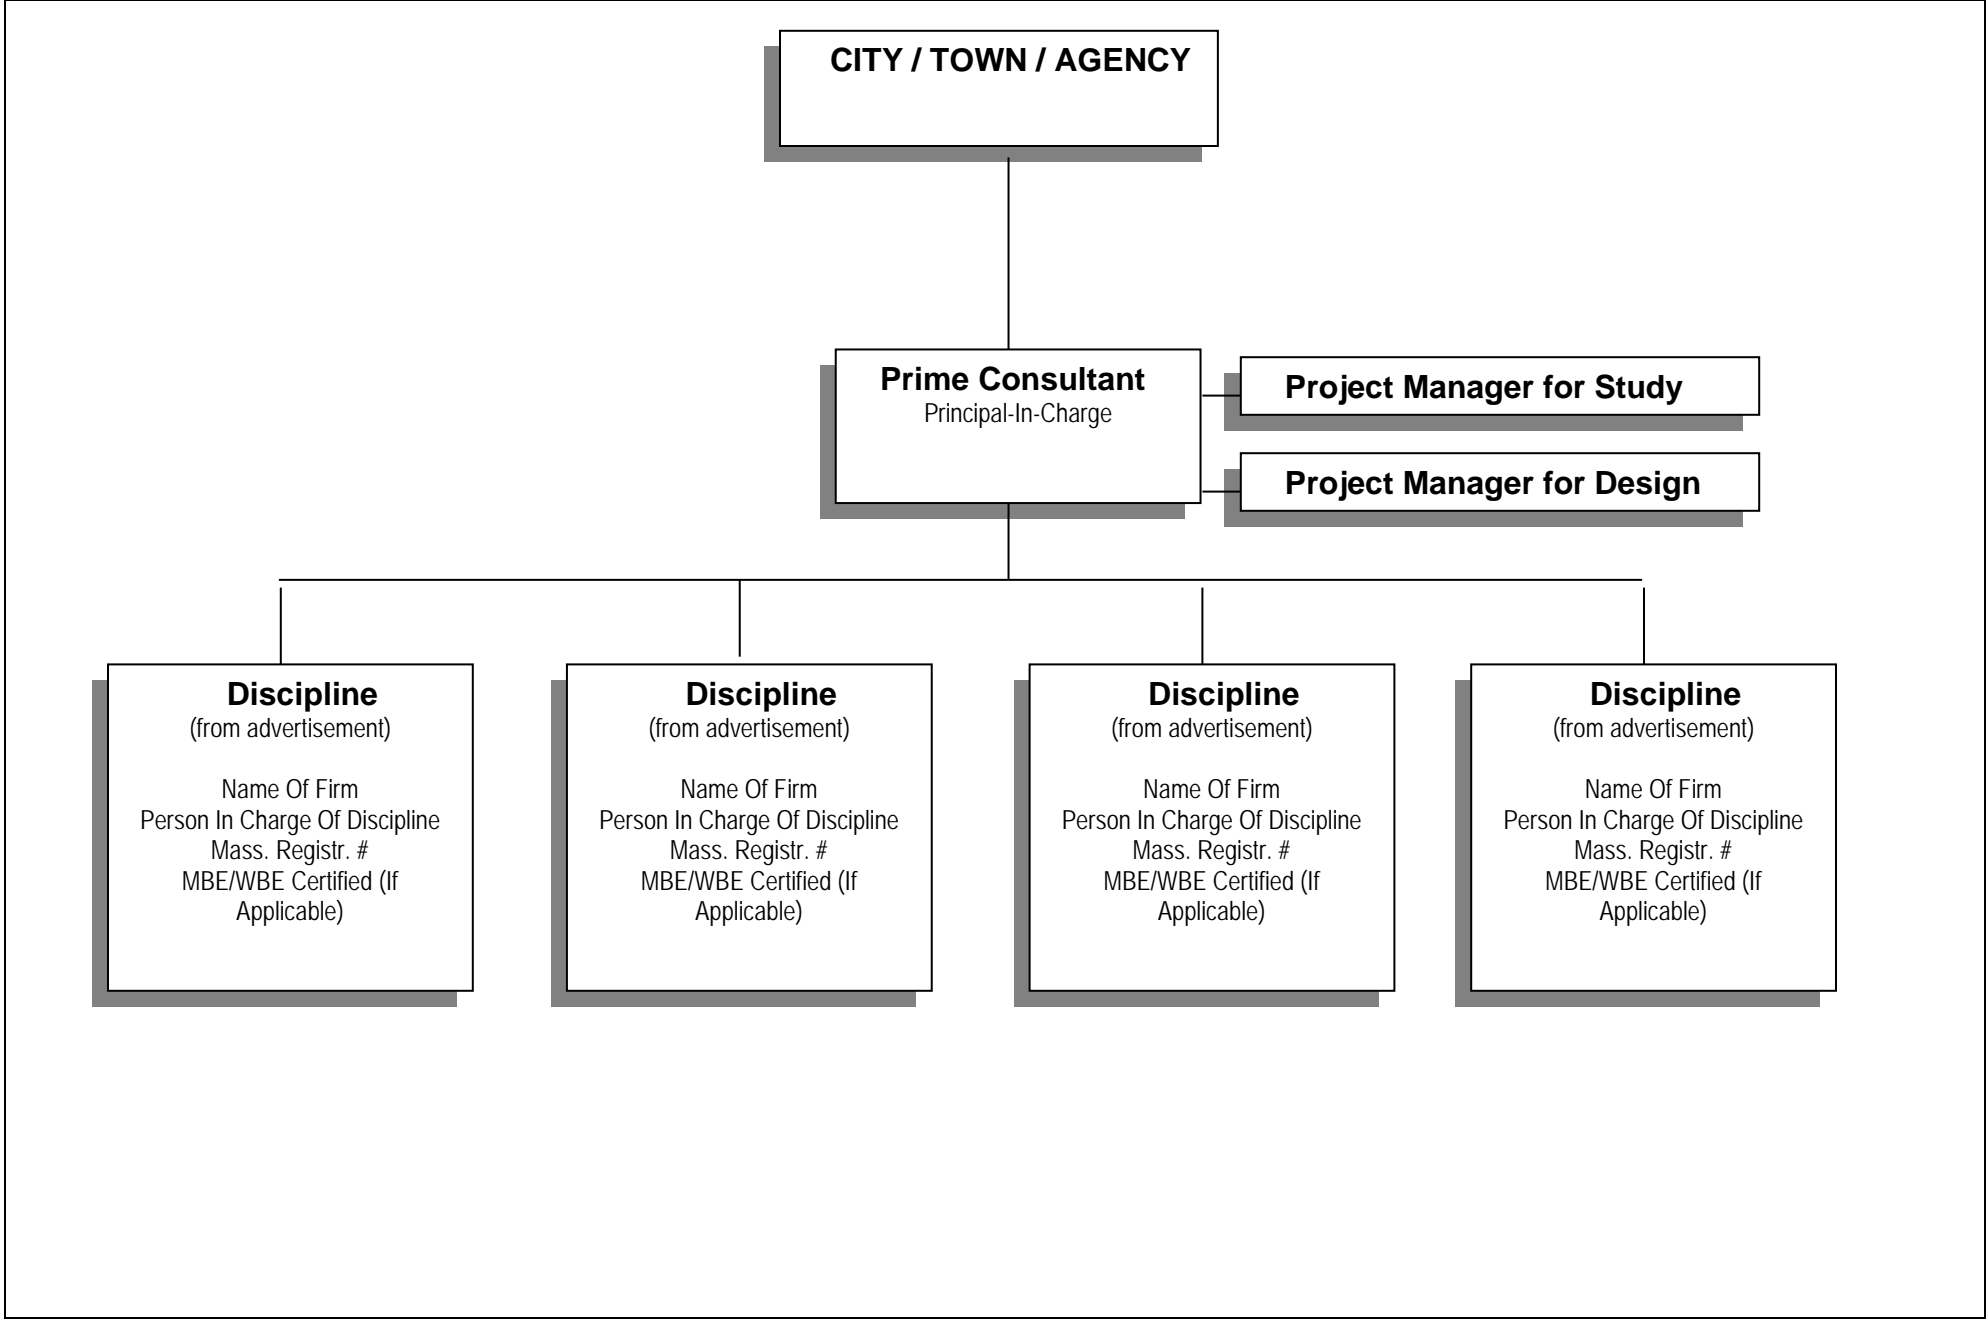 CITY / TOWN / AGENCY
Prime Consultant
Principal-In-Charge
Project Manager for Study
Project Manager for Design
Discipline
(from advertisement)
Name Of Firm
Person In Charge Of Discipline
Mass. Registr. #
MBE/WBE Certified (If
Applicable)
Discipline
(from advertisement)
Name Of Firm
Person In Charge Of Discipline
Mass. Registr. #
MBE/WBE Certified (If
Applicable)
Discipline
(from advertisement)
Name Of Firm
Person In Charge Of Discipline
Mass. Registr. #
MBE/WBE Certified (If
Applicable)
Discipline
(from advertisement)
Name Of Firm
Person In Charge Of Discipline
Mass. Registr. #
MBE/WBE Certified (If
Applicable)